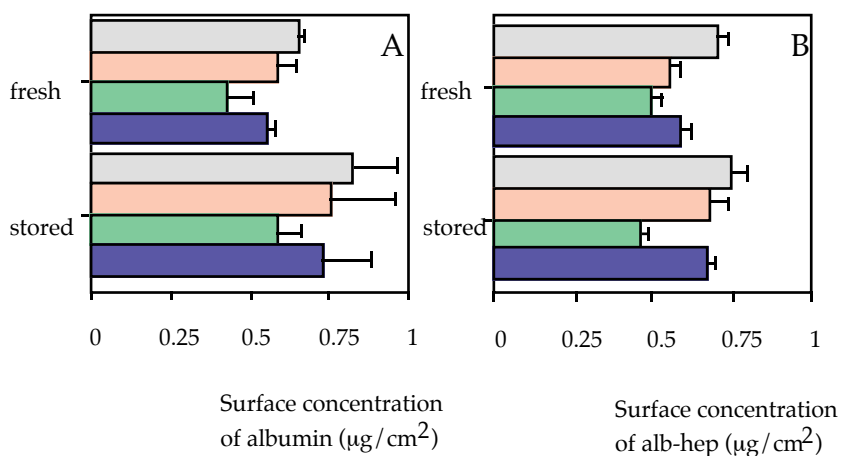 A
fresh
stored
0 0.25 0.5 0.75 1
Surface concentration
of albumin (μg/cm²)
B
fresh
stored
0 0.25 0.5 0.75 1
Surface concentration
of alb-hep (μg/cm²)